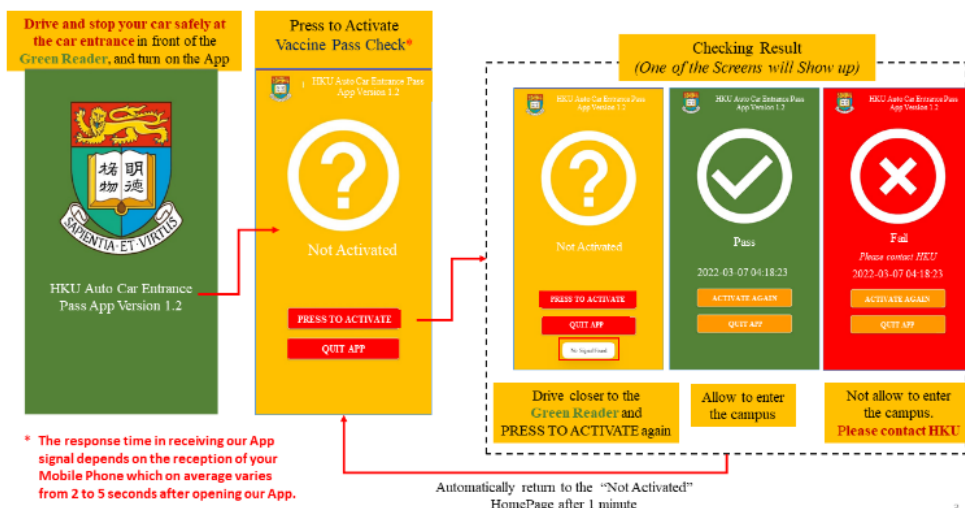 Drive and stop your car safely at
the car entrance in front of the
Green Reader, and turn on the App
格 明
物 德
SAPIENTIA·ET·VIRTUS
HKU Auto Car Entrance
Pass App Version 1.2
Press to Activate
Vaccine Pass Check*
HKU Auto Car Entrance Pass
App Version 1.2
?
Not Activated
PRESS TO ACTIVATE
QUIT APP
Checking Result
(One of the Screens will Show up)
HKU Auto Car Entrance Pass
App Version 1.2
?
Not Activated
PRESS TO ACTIVATE
QUIT APP
No Signal Found
Drive closer to the
Green Reader and
PRESS TO ACTIVATE again
HKU Auto Car Entrance Pass
App Version 1.2
Pass
2022-03-07 04:18:23
ACTIVATE AGAIN
QUIT APP
Allow to enter
the campus
HKU Auto Car Entrance Pass
App Version 1.2
Fail
Please contact HKU
2022-03-07 04:18:23
ACTIVATE AGAIN
QUIT APP
Not allow to enter
the campus.
Please contact HKU
* The response time in receiving our App
signal depends on the reception of your
Mobile Phone which on average varies
from 2 to 5 seconds after opening our App.
Automatically return to the “Not Activated”
HomePage after 1 minute